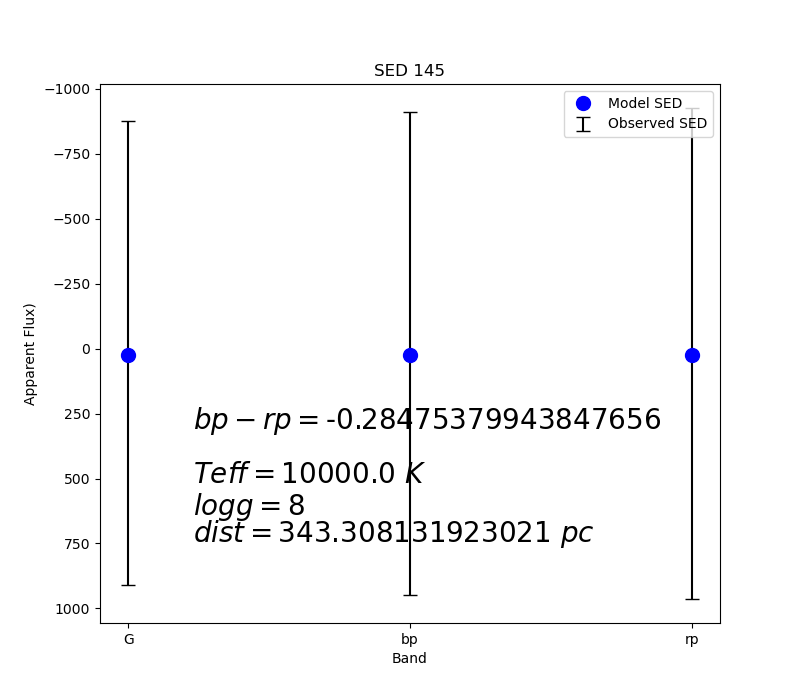 SED 145
Model SED
Observed SED
−1000
−750
−500
−250
0
250
500
750
1000
Apparent Flux)
bp − rp = -0.28475379943847656
Teff = 10000.0 K
logg = 8
dist = 343.308131923021 pc
G
bp
rp
Band